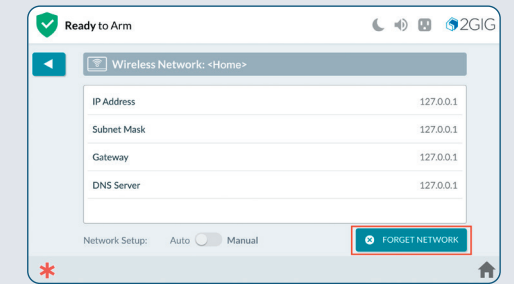 Ready to Arm
2GIG
Wireless Network: <Home>
IP Address 127.0.0.1
Subnet Mask 127.0.0.1
Gateway 127.0.0.1
DNS Server 127.0.0.1
Network Setup: Auto Manual
FORGET NETWORK